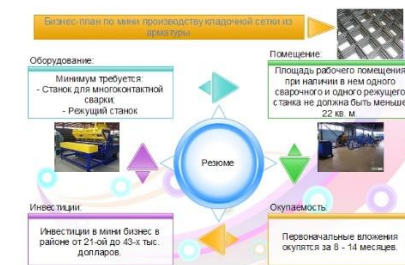 Бизнес-план по мини производству кладочной сетки из
арматуры
Оборудование:
Минимум требуется:
- Станок для многоконтактной
сварки;
- Режущий станок
Помещение:
Площадь рабочего помещения
при наличии в нем одного
сварочного и одного режущего
станка не должна быть меньше
22 кв. м.
Резюме
Инвестиции:
Инвестиции в мини бизнес в
районе от 21-ой до 43-х тыс.
долларов.
Окупаемость:
Первоначальные вложения
окупятся за 8 - 14 месяцев.